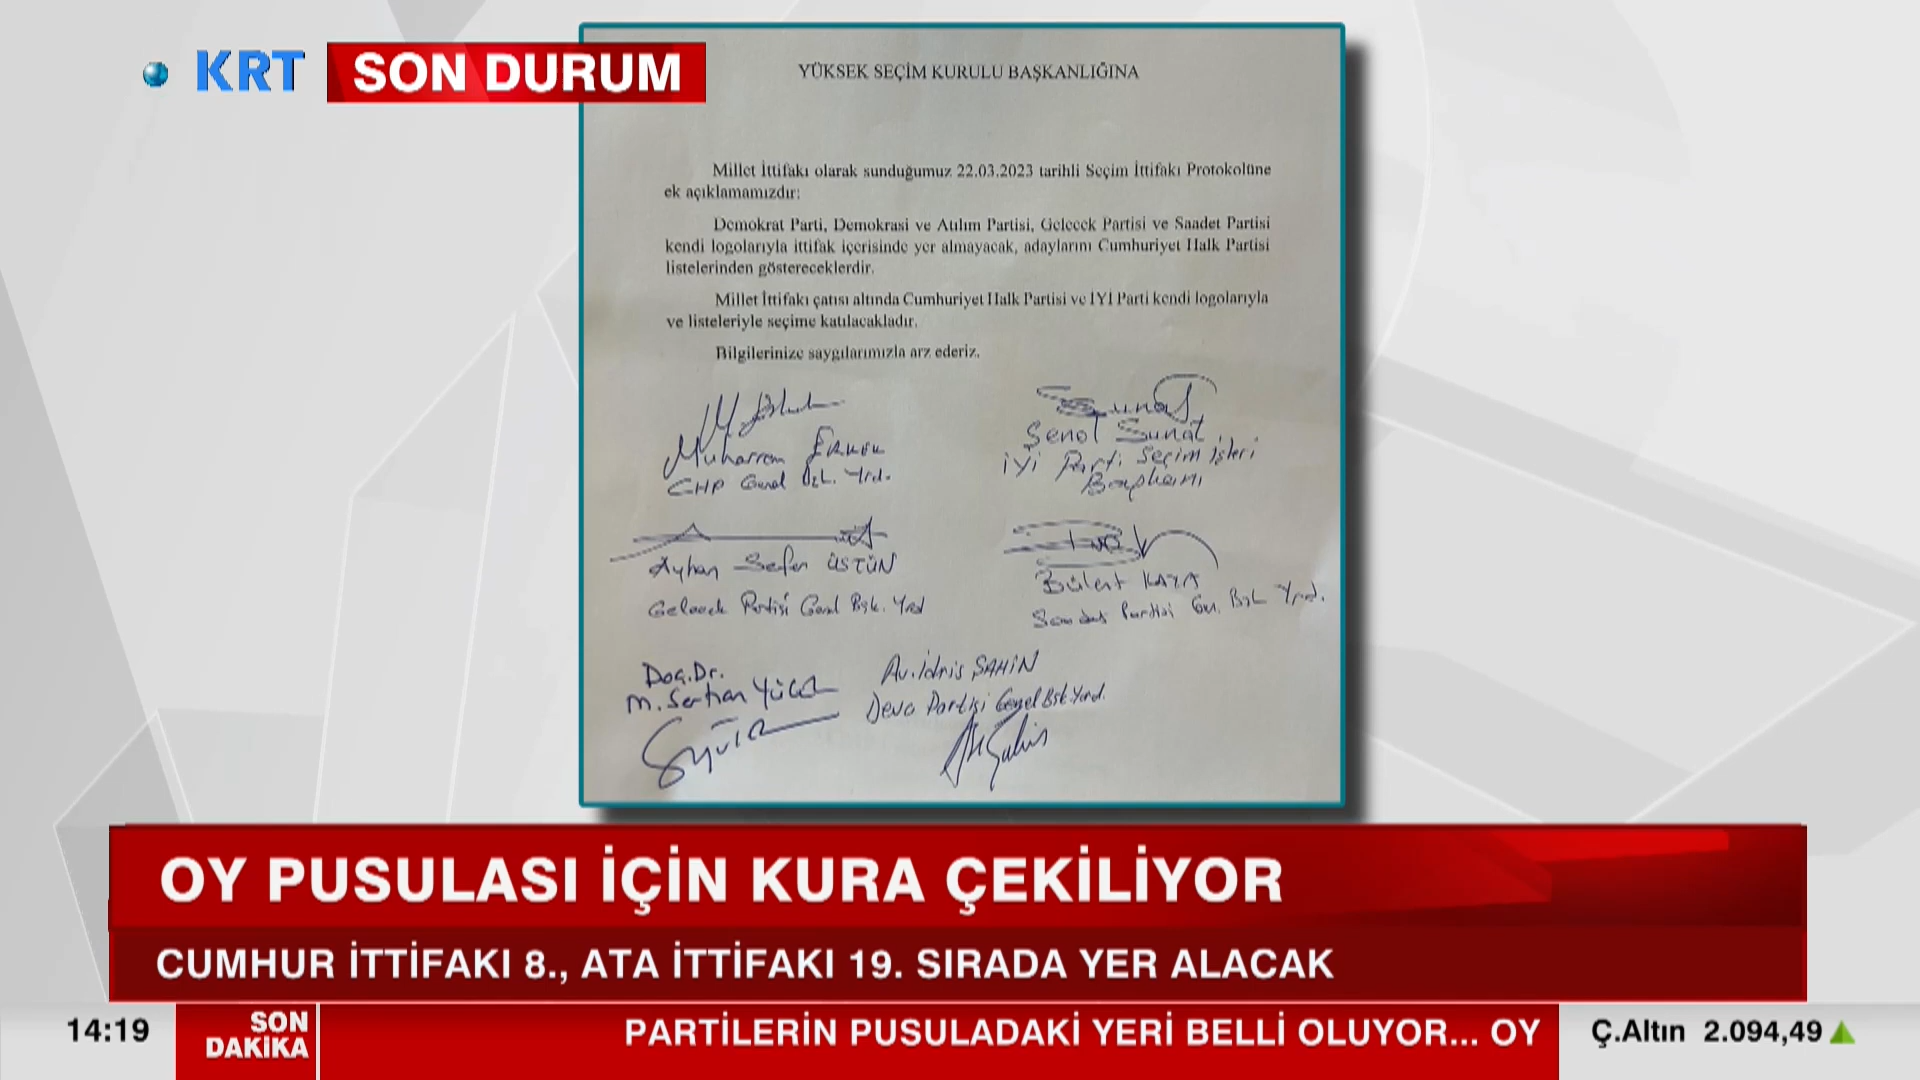 KRT SON DURUM
YÜKSEK SEÇİM KURULU BAŞKANLIĞINA
Millet İttifakı olarak sunduğumuz 22.03.2023 tarihli Seçim İttifakı Protokolüne
ek açıklamamızdır;
Demokrat Parti, Demokrasi ve Atılım Partisi, Gelecek Partisi ve Saadet Partisi
kendi logolarıyla ittifak içerisinde yer almayacak, adaylarını Cumhuriyet Halk Partisi
listelerinden göstereceklerdir.
Millet İttifakı çatısı altında Cumhuriyet Halk Partisi ve İYİ Parti kendi logolarıyla
ve listeleriyle seçime katılacakladır.
Bilgilerinize saygılarımızla arz ederiz.
Muharrem ERKEK
CHP Genel Bşk. Yrd.
Şenol Sunat
İYİ Parti Seçim İşleri
Başkanı
Ayhan Sefer ÜSTÜN
Gelecek Partisi Genel Bşk. Yrd
Bülent KAYA
Saadet Partisi Gen. Bşk Yrd.
Doç.Dr.
M. Serhan Yücel
Av. İdris ŞAHİN
Deva Partisi Genel Bşk Yrd.
OY PUSULASI İÇİN KURA ÇEKİLİYOR
CUMHUR İTTİFAKI 8., ATA İTTİFAKI 19. SIRADA YER ALACAK
14:19
SON
DAKİKA
PARTİLERİN PUSULADAKİ YERİ BELLİ OLUYOR... OY
Ç.Altın 2.094,49